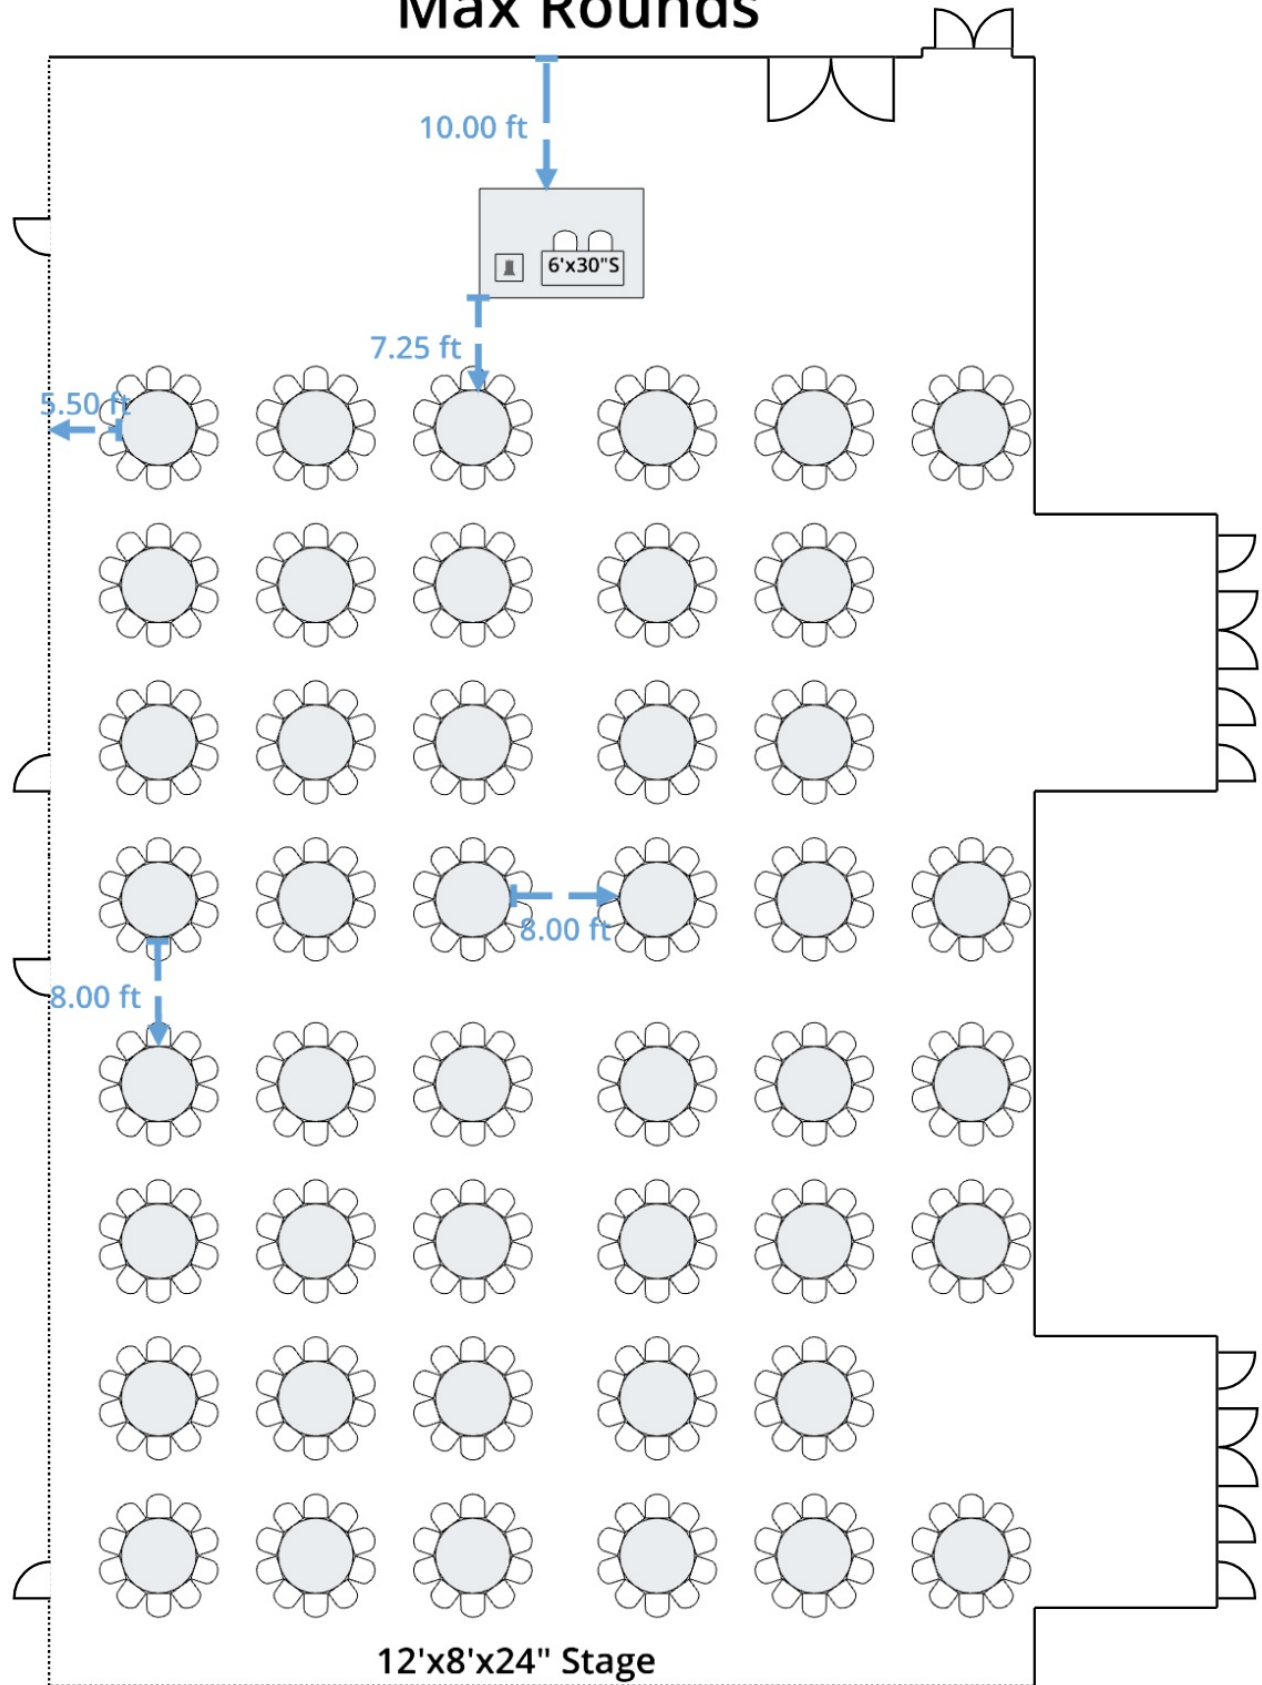 Max Rounds
10.00 ft
6'x30"S
7.25 ft
5.50 ft
8.00 ft
8.00 ft
12'x8'x24" Stage